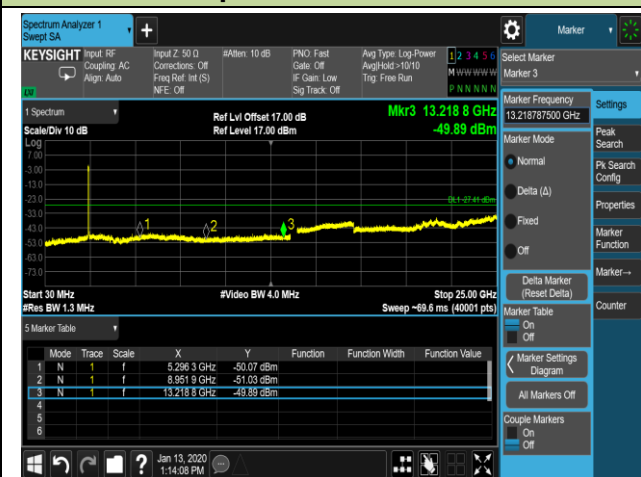 Spectrum Analyzer 1
Swept SA
+
Marker
KEYSIGHT
Input: RF
Coupling: AC
Align: Auto
Input Z: 50 Ω
Corrections: Off
Freq Ref: Int (S)
NFE: Off
#Atten: 10 dB
PNO: Fast
Gate: Off
IF Gain: Low
Sig Track: Off
Avg Type: Log-Power
Avg|Hold:>10/10
Trig: Free Run
1 2 3 4 5 6
M W W W W W
P N N N N N
Select Marker
Marker 3
1 Spectrum
Scale/Div 10 dB
Log
Ref Lvl Offset 17.00 dB
Ref Level 17.00 dBm
Mkr3 13.218 8 GHz
-49.89 dBm
7.00
-3.00
-13.0
-23.0
-33.0
-43.0
-53.0
-63.0
-73.0
DL1 -27.41 dBm
1
2
3
Start 30 MHz
#Res BW 1.3 MHz
#Video BW 4.0 MHz
Stop 25.00 GHz
Sweep ~69.6 ms (40001 pts)
5 Marker Table
Mode Trace Scale X Y Function Function Width Function Value
1 N 1 f 5.296 3 GHz -50.07 dBm
2 N 1 f 8.951 9 GHz -51.03 dBm
3 N 1 f 13.218 8 GHz -49.89 dBm
4
5
6
Marker Frequency
13.218787500 GHz
Marker Mode
Normal
Delta (Δ)
Fixed
Off
Delta Marker
(Reset Delta)
Marker Table
On
Off
Marker Settings
Diagram
All Markers Off
Couple Markers
On
Off
Settings
Peak
Search
Pk Search
Config
Properties
Marker
Function
Marker→
Counter
?
Jan 13, 2020
1:14:08 PM